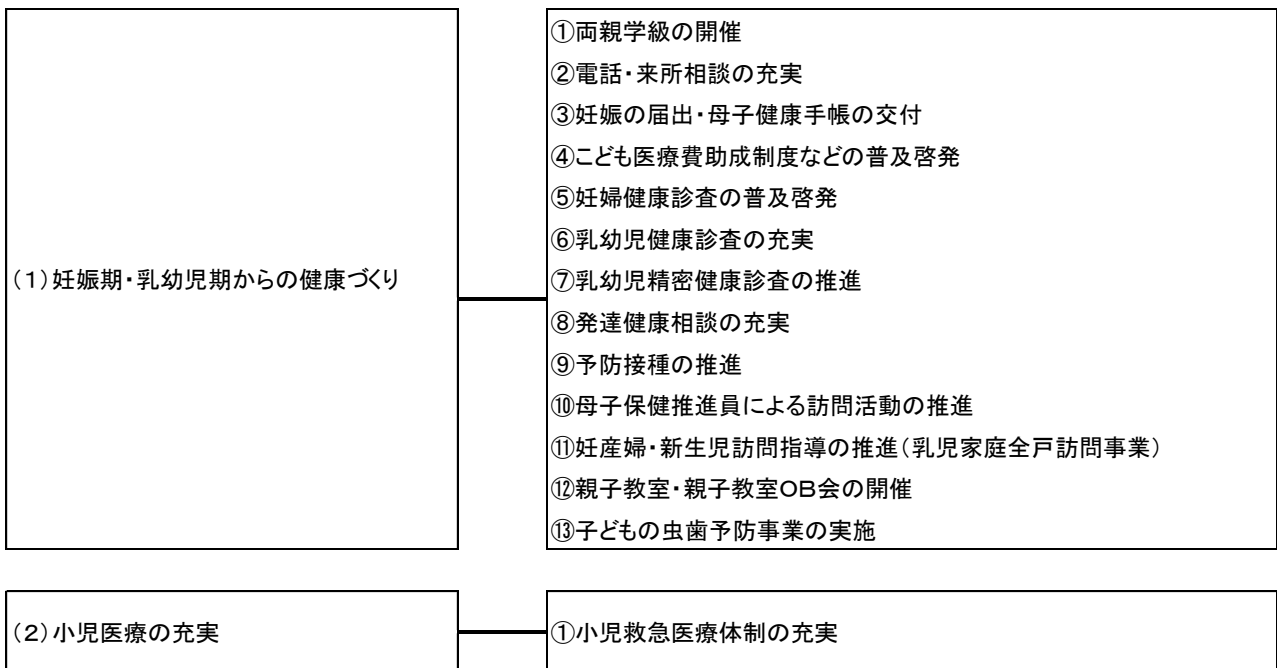 (1)妊娠期・乳幼児期からの健康づくり
①両親学級の開催
②電話・来所相談の充実
③妊娠の届出・母子健康手帳の交付
④こども医療費助成制度などの普及啓発
⑤妊婦健康診査の普及啓発
⑥乳幼児健康診査の充実
⑦乳幼児精密健康診査の推進
⑧発達健康相談の充実
⑨予防接種の推進
⑩母子保健推進員による訪問活動の推進
⑪妊産婦・新生児訪問指導の推進(乳児家庭全戸訪問事業)
⑫親子教室・親子教室OB会の開催
⑬子どもの虫歯予防事業の実施
(2)小児医療の充実
①小児救急医療体制の充実